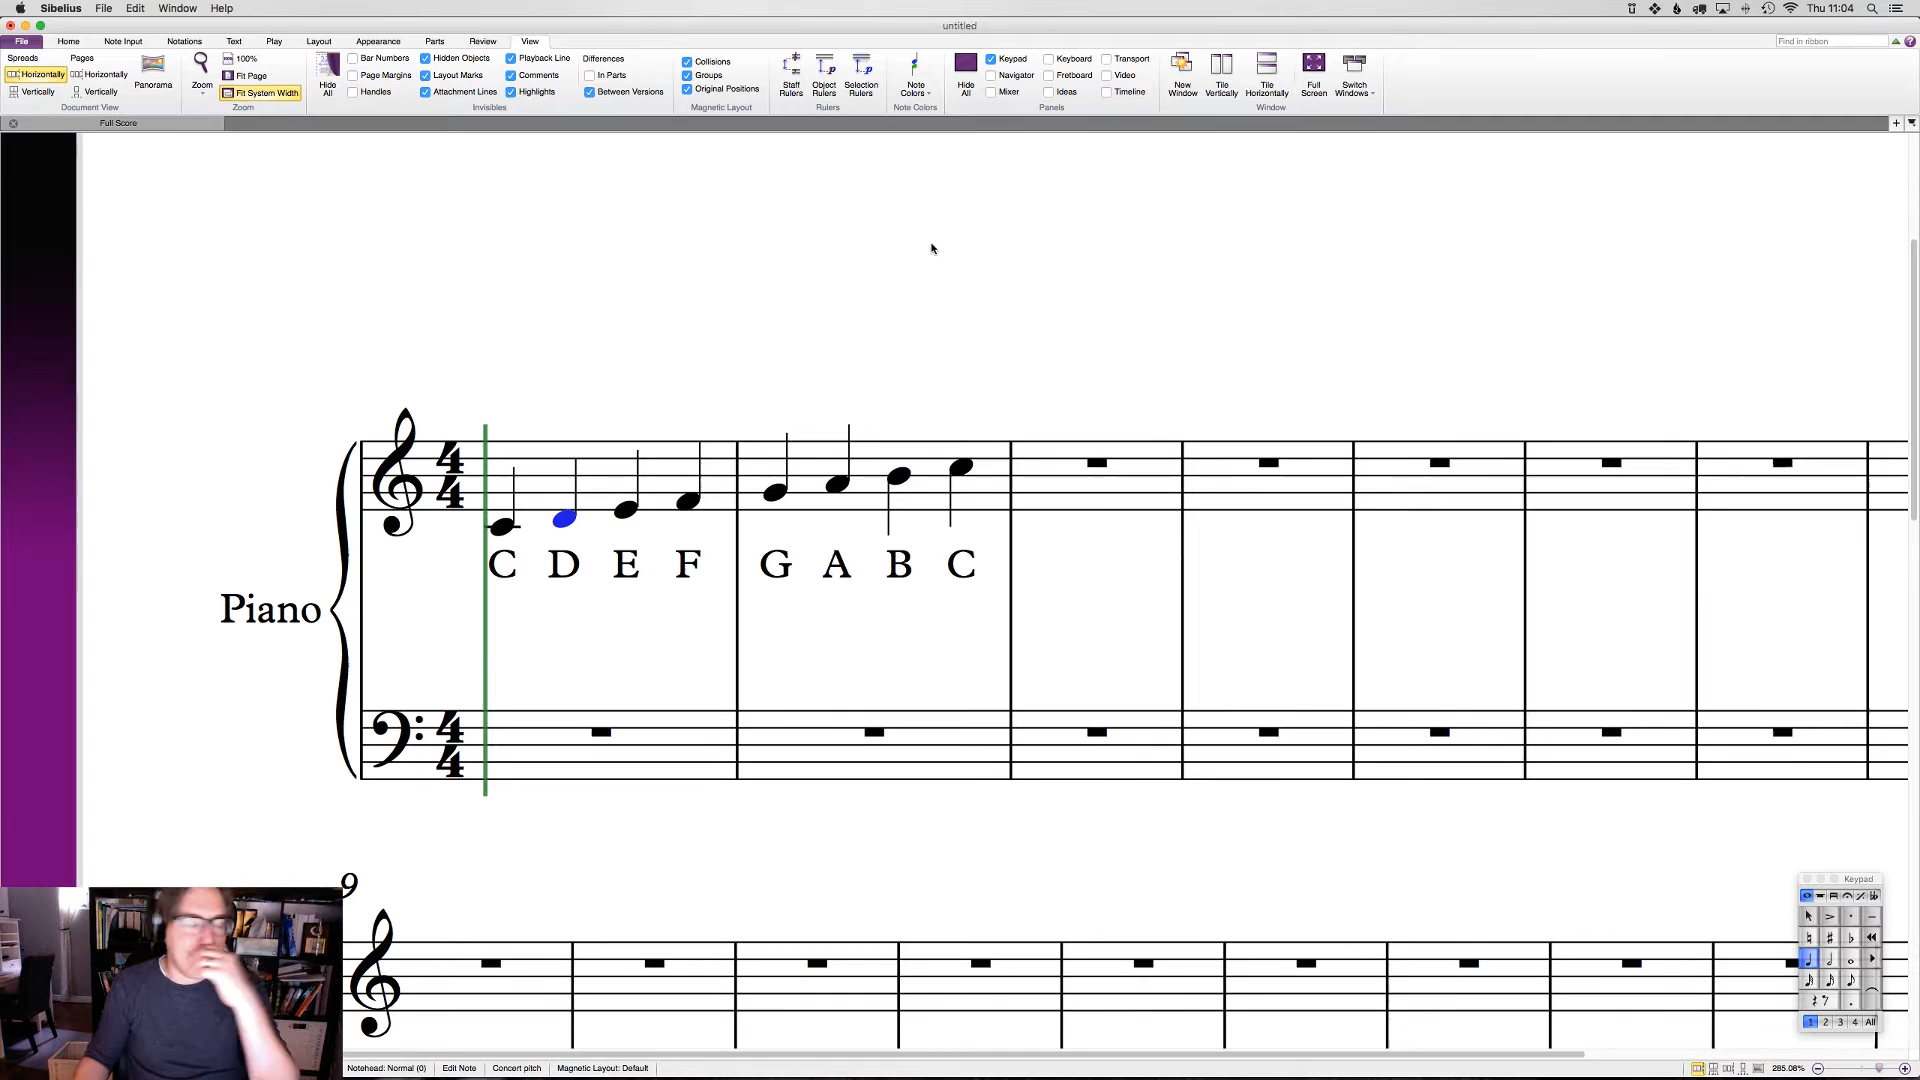 Sibelius File Edit Window Help Thu 11:04
untitled
File Home Note Input Notations Text Play Layout Appearance Parts Review View Find in ribbon
Spreads Pages
Horizontally Horizontally
Vertically Vertically
Panorama
Document View
Zoom
100%
Fit Page
Fit System Width
Zoom
Hide All
Bar Numbers Hidden Objects Playback Line
Page Margins Layout Marks Comments
Handles Attachment Lines Highlights
Invisibles
Differences
In Parts
Between Versions
Collisions
Groups
Original Positions
Magnetic Layout
Staff Rulers
Object Rulers
Selection Rulers
Rulers
Note Colors
Note Colors
Hide All
Keypad Keyboard Transport
Navigator Fretboard Video
Mixer Ideas Timeline
Panels
New Window
Tile Vertically
Tile Horizontally
Full Screen
Switch Windows
Window
Full Score
4 4
C D E F G A B C
Piano
4 4
9
Keypad
1 2 3 4 All
Notehead: Normal (0) Edit Note Concert pitch Magnetic Layout: Default 285.08%